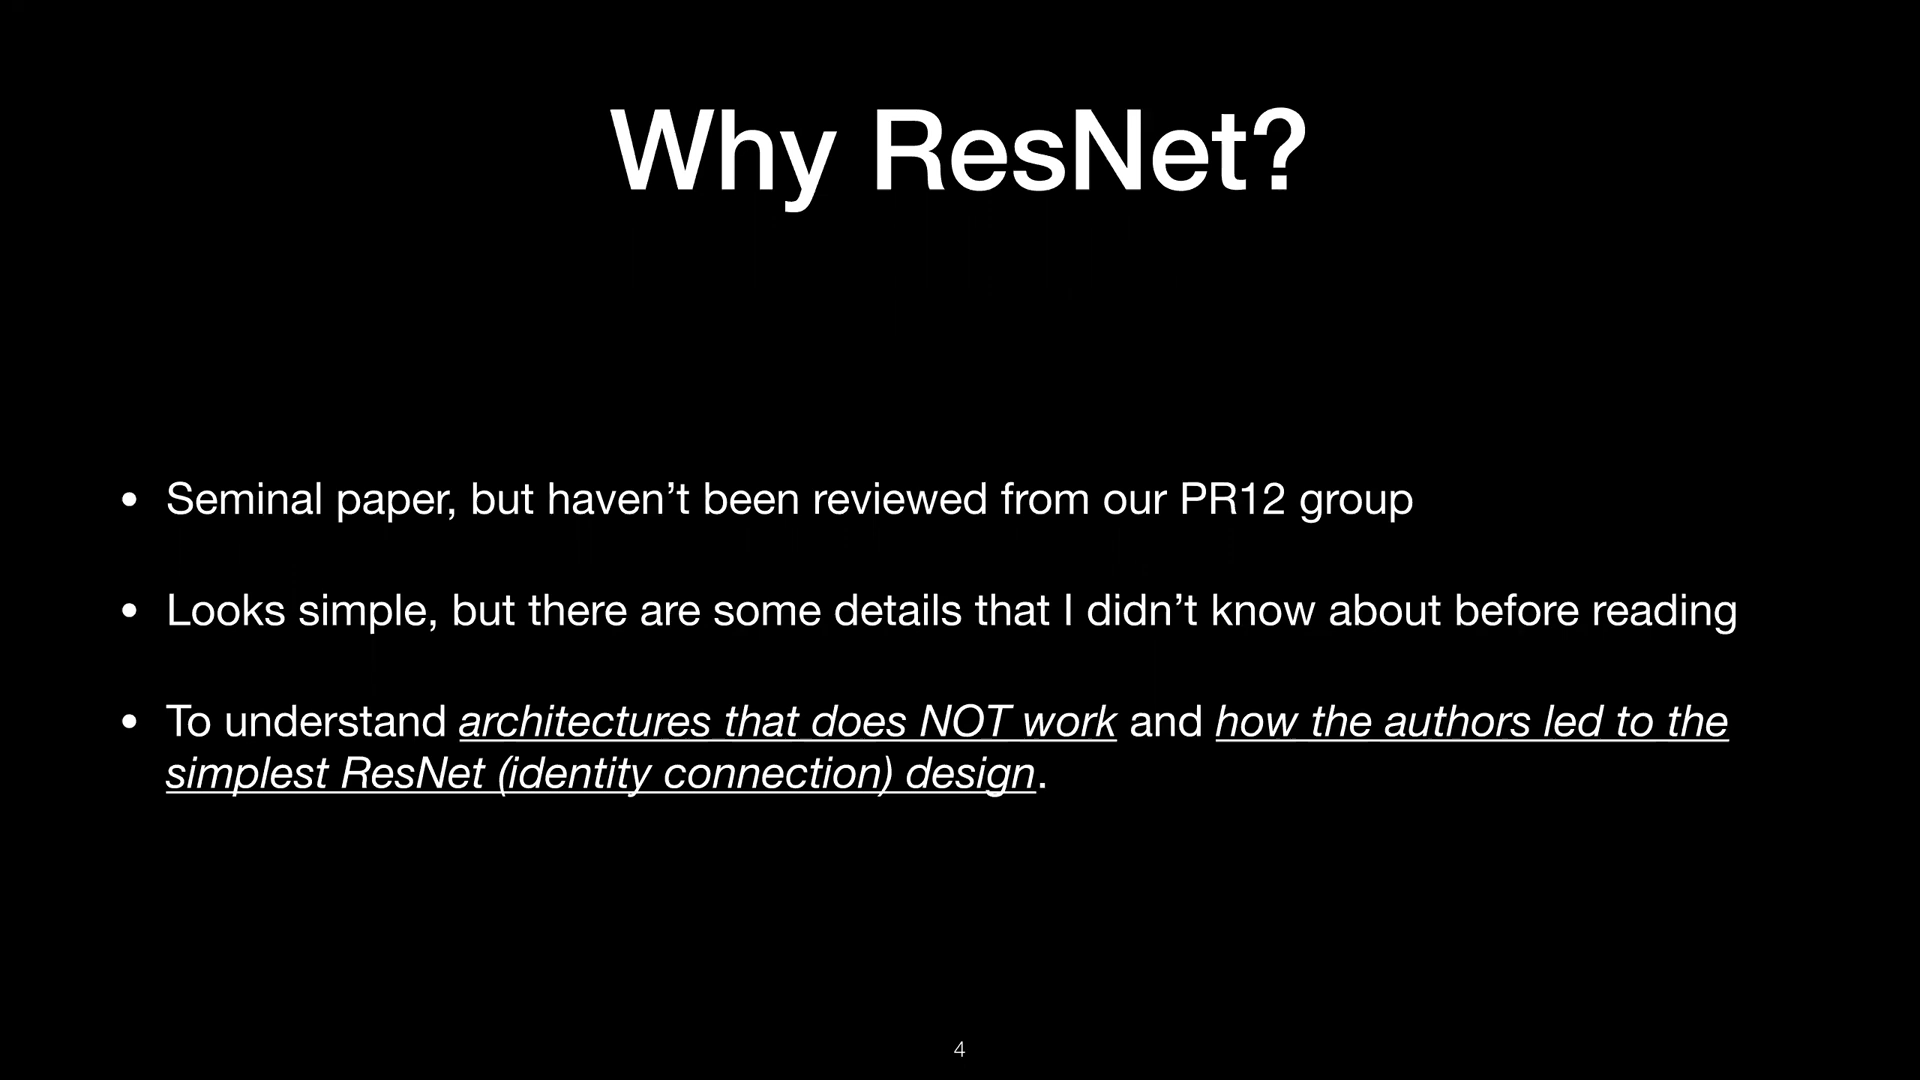 Why ResNet?
• Seminal paper, but haven’t been reviewed from our PR12 group
• Looks simple, but there are some details that I didn’t know about before reading
• To understand architectures that does NOT work and how the authors led to the
simplest ResNet (identity connection) design.
4